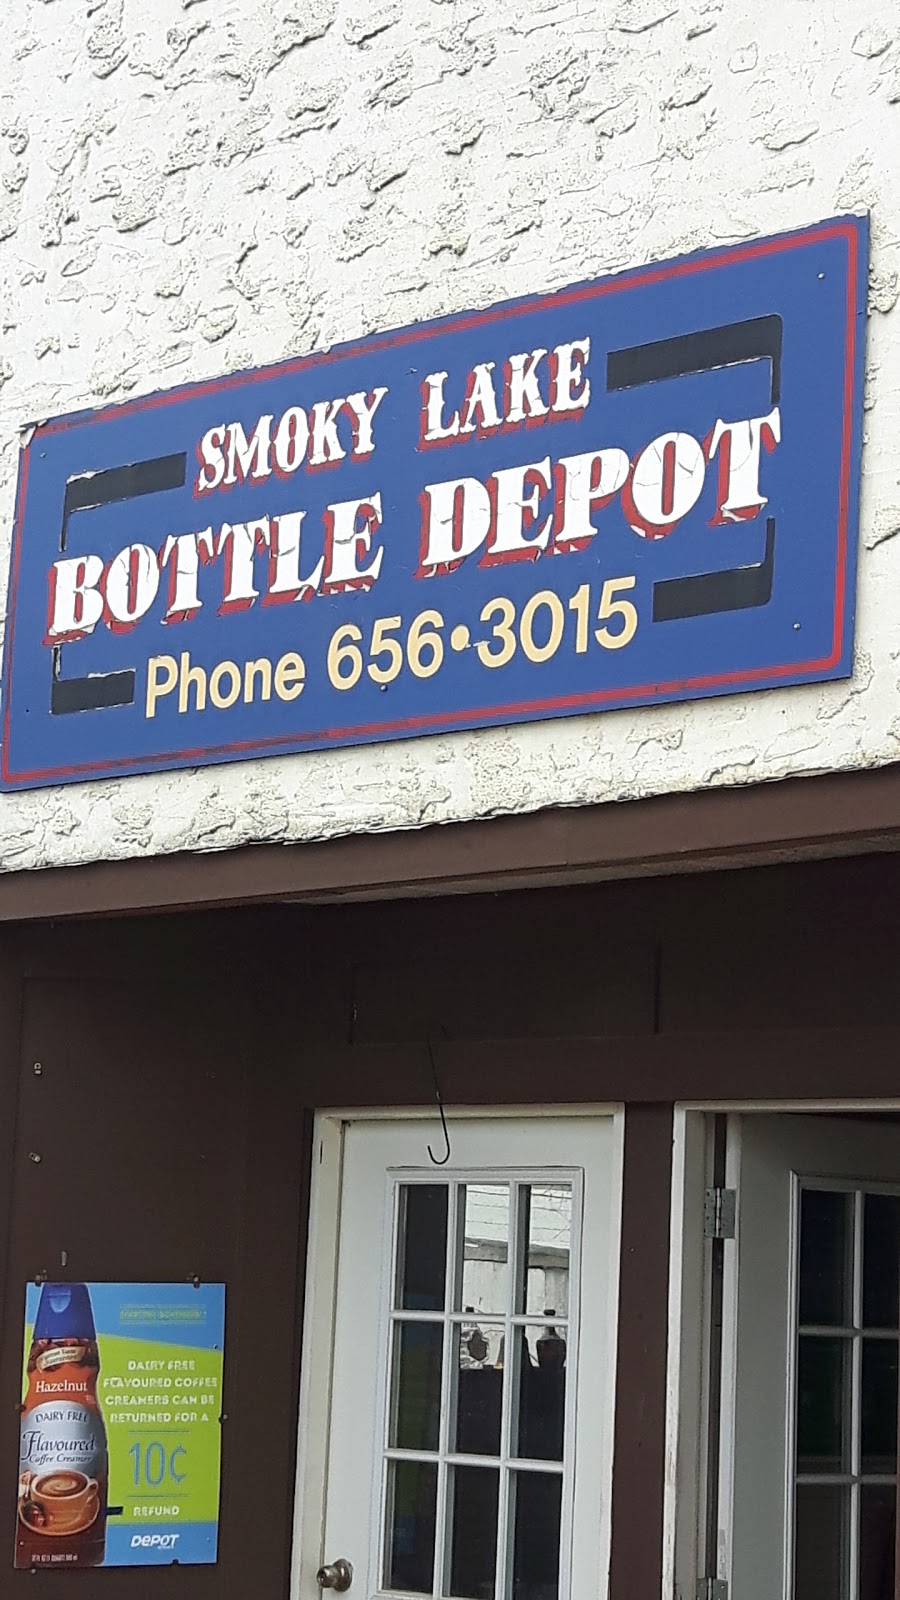 SMOKY LAKE
BOTTLE DEPOT
Phone 656•3015
Hazelnut
DAIRY FREE
Flavoured
Coffee Creamer
DAIRY FREE
FLAVOURED COFFEE
CREAMERS CAN BE
RETURNED FOR A
10¢
REFUND
DEPOT